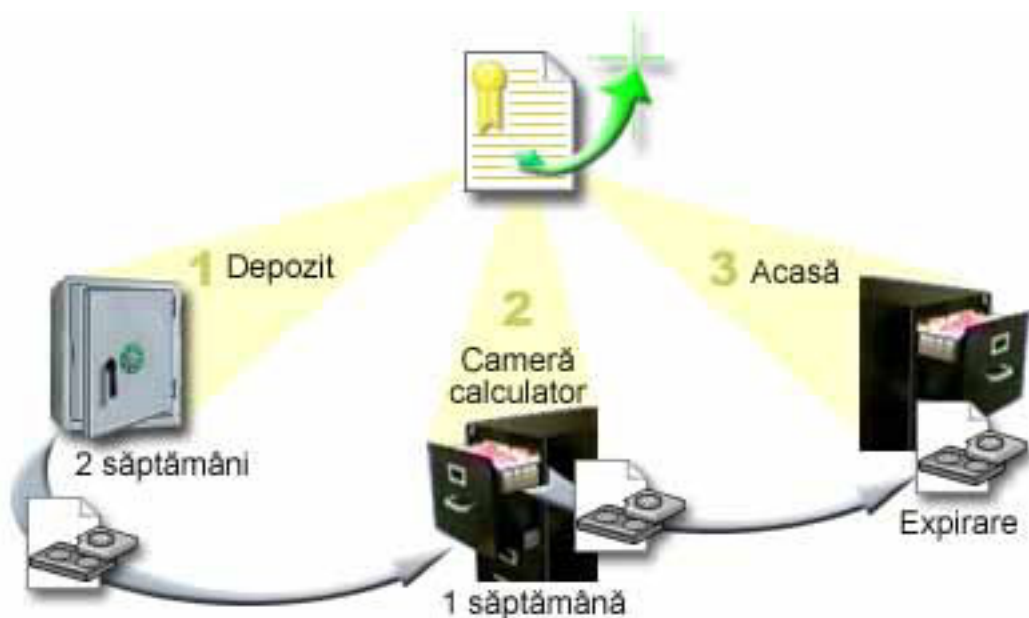 1 Depozit
2
Cameră
calculator
3 Acasă
2 săptămâni
1 săptămână
Expirare